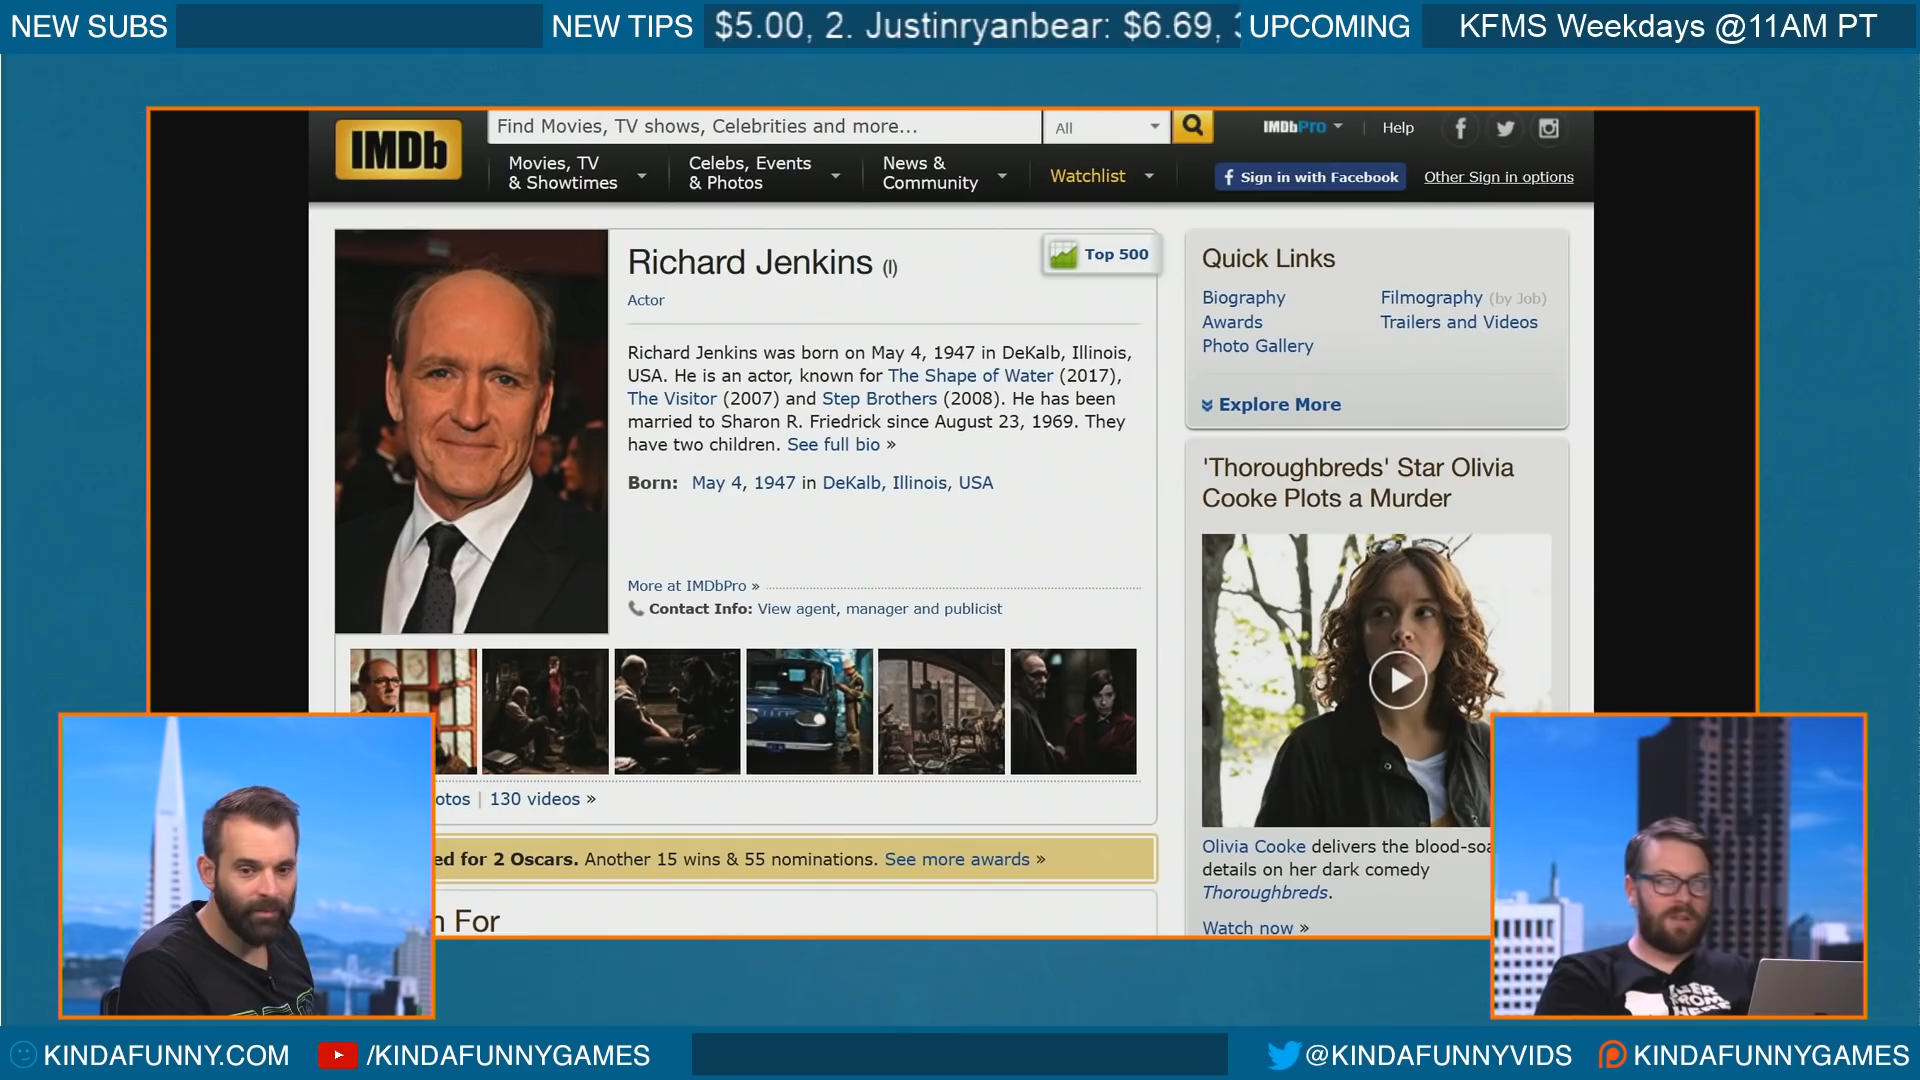 NEW SUBS
NEW TIPS
$5.00, 2. Justinryanbear: $6.69,
UPCOMING
KFMS Weekdays @11AM PT
IMDb
Find Movies, TV shows, Celebrities and more...
All
IMDbPro
Help
Movies, TV
& Showtimes
Celebs, Events
& Photos
News &
Community
Watchlist
Sign in with Facebook
Other Sign in options
Richard Jenkins (I)
Top 500
Actor
Richard Jenkins was born on May 4, 1947 in DeKalb, Illinois,
USA. He is an actor, known for The Shape of Water (2017),
The Visitor (2007) and Step Brothers (2008). He has been
married to Sharon R. Friedrick since August 23, 1969. They
have two children. See full bio »
Born: May 4, 1947 in DeKalb, Illinois, USA
More at IMDbPro »
Contact Info: View agent, manager and publicist
otos | 130 videos »
ed for 2 Oscars. Another 15 wins & 55 nominations. See more awards »
n For
Quick Links
Biography
Filmography (by Job)
Awards
Trailers and Videos
Photo Gallery
Explore More
'Thoroughbreds' Star Olivia
Cooke Plots a Murder
Olivia Cooke delivers the blood-soa
details on her dark comedy
Thoroughbreds.
Watch now »
KINDAFUNNY.COM
/KINDAFUNNYGAMES
@KINDAFUNNYVIDS
KINDAFUNNYGAMES